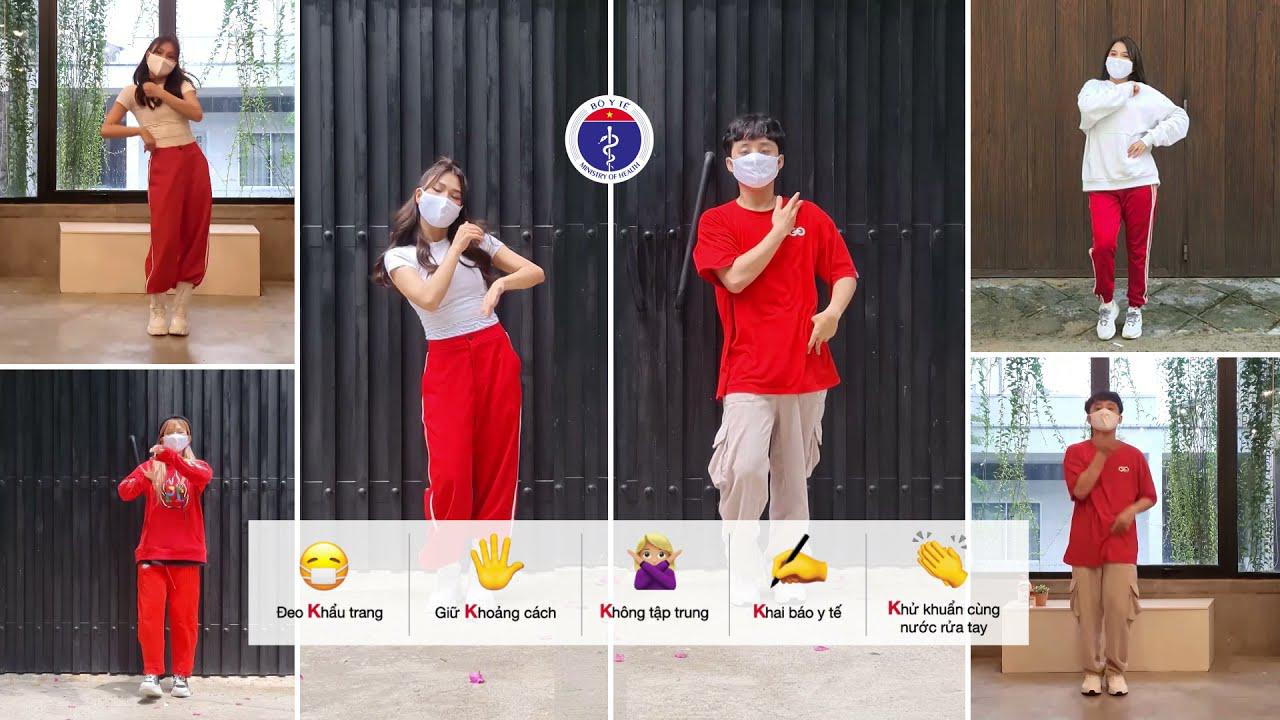 BỘ Y TẾ
MINISTRY OF HEALTH
Đeo Khẩu trang
Giữ Khoảng cách
Không tập trung
Khai báo y tế
Khử khuẩn cùng
nước rửa tay